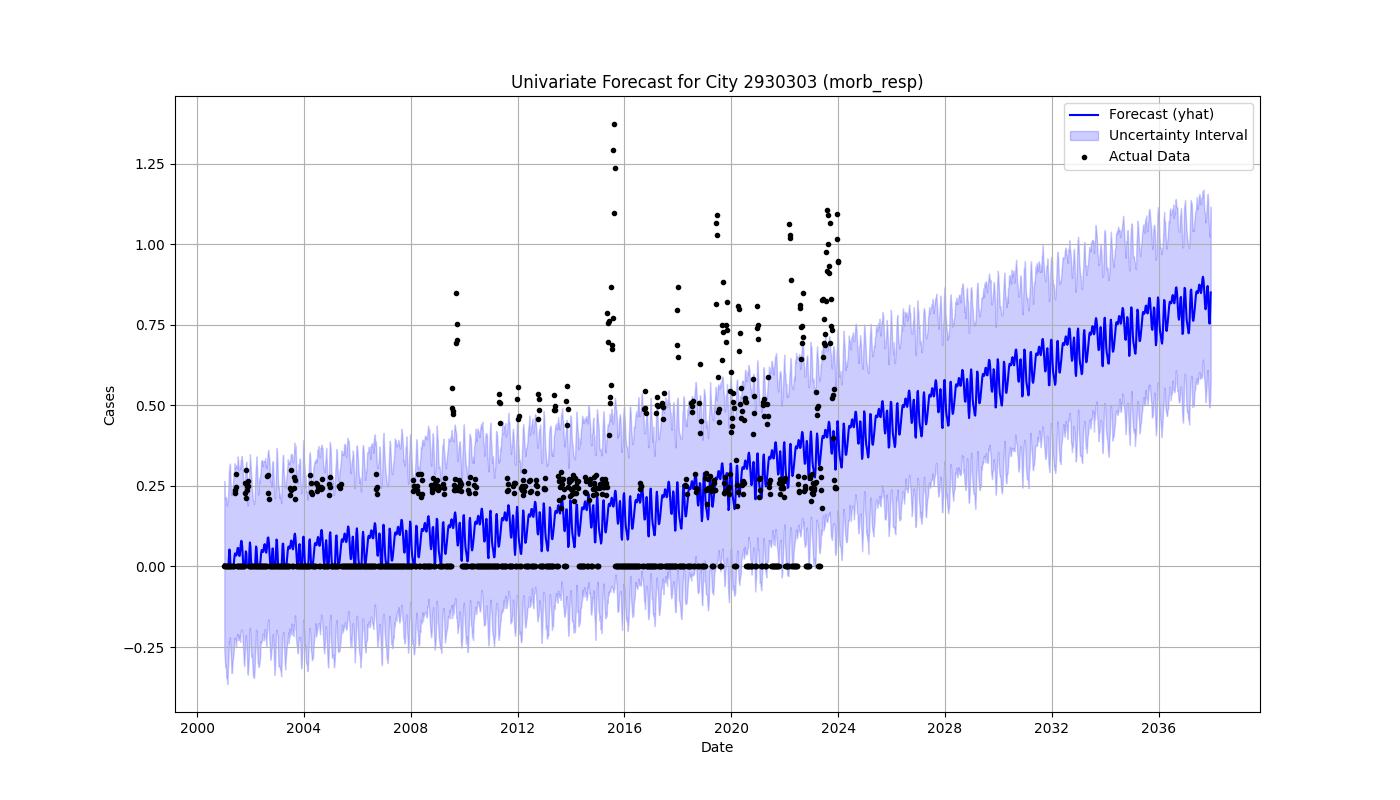 Univariate Forecast for City 2930303 (morb_resp)
Forecast (yhat)
Uncertainty Interval
Actual Data
Cases
1.25
1.00
0.75
0.50
0.25
0.00
−0.25
2000 2004 2008 2012 2016 2020 2024 2028 2032 2036
Date